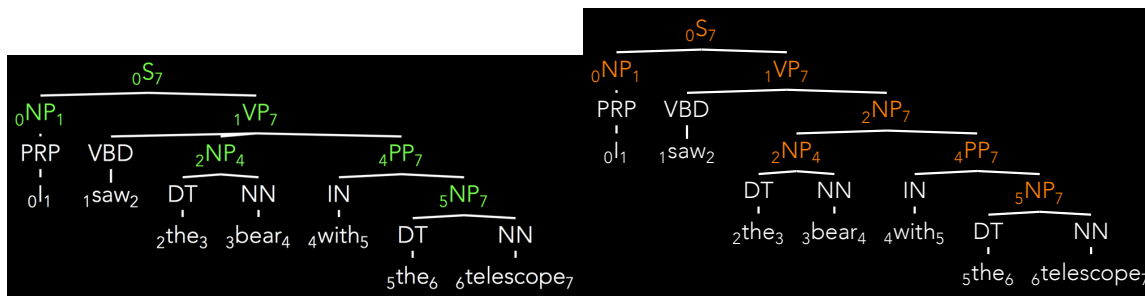 ₀S₇
₀NP₁ ₁VP₇
PRP VBD ₂NP₄ ₄PP₇
₀I₁ ₁saw₂ DT NN IN ₅NP₇
₂the₃ ₃bear₄ ₄with₅ DT NN
₅the₆ ₆telescope₇
₀S₇
₀NP₁ ₁VP₇
PRP VBD ₂NP₇
₀I₁ ₁saw₂ ₂NP₄ ₄PP₇
DT NN IN ₅NP₇
₂the₃ ₃bear₄ ₄with₅ DT NN
₅the₆ ₆telescope₇